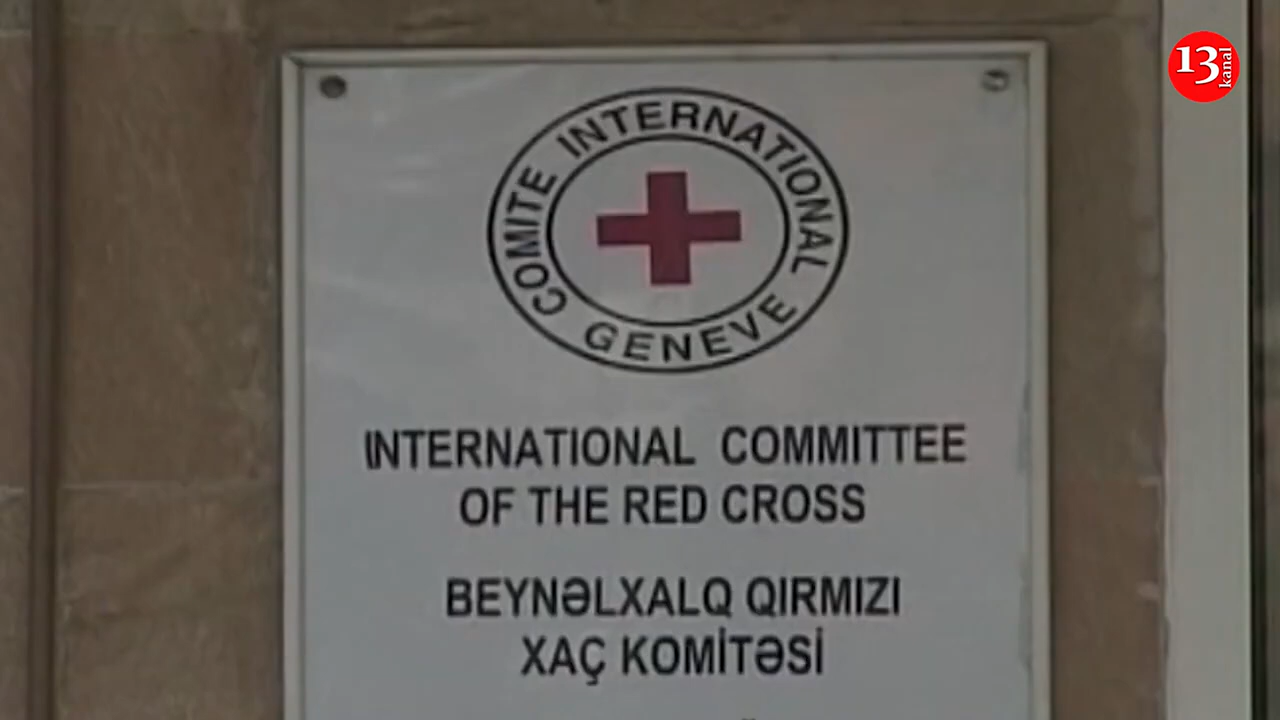 13
kanal
COMITE INTERNATIONAL
GENEVE
INTERNATIONAL COMMITTEE
OF THE RED CROSS
BEYNƏLXALQ QIRMIZI
XAÇ KOMİTƏSİ